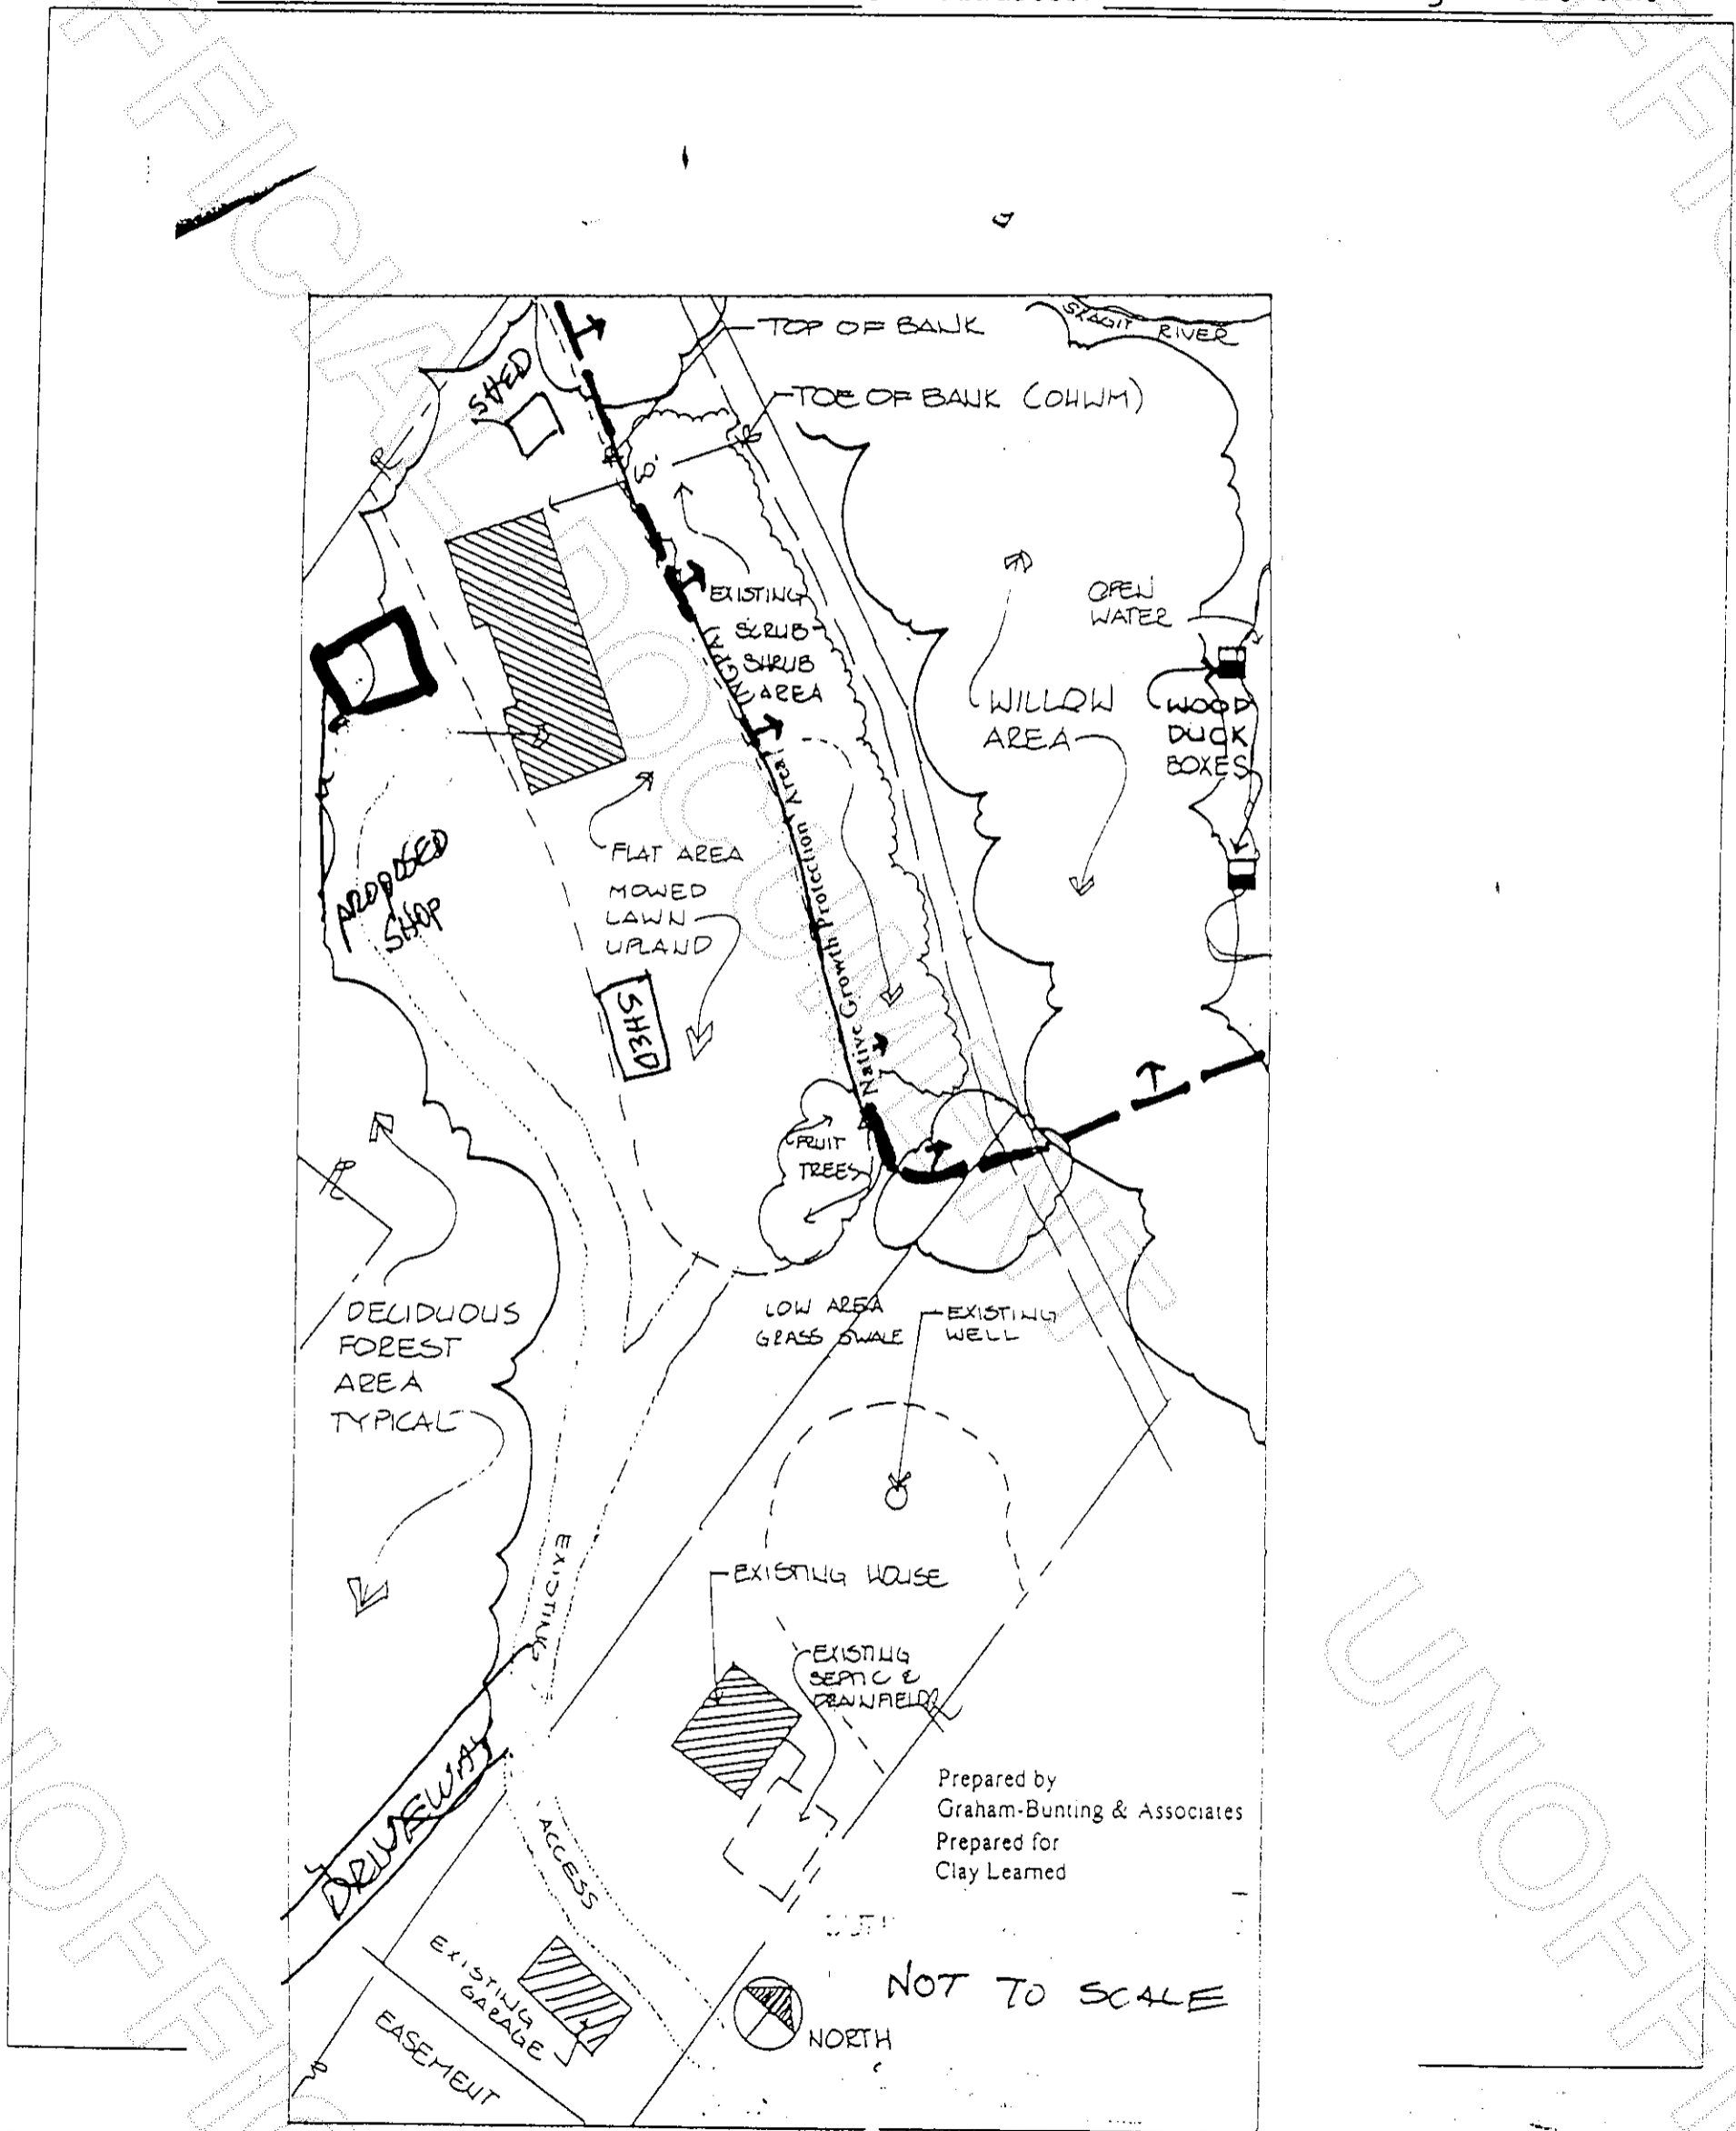 SKAGIT RIVER
TOP OF BANK
SHED
TOE OF BANK (OHWM)
EXISTING
SCRUB
SHRUB
AREA
OPEN
WATER
WILLOW
AREA
WOOD
DUCK
BOXES
(NGPA)
Native Growth Protection Area
FLAT AREA
MOWED
LAWN
UPLAND
PROPOSED
SHOP
SHED
FRUIT
TREES
DECIDUOUS
FOREST
AREA
TYPICAL
LOW AREA
GRASS SWALE
EXISTING
WELL
EXISTING
EXISTING HOUSE
EXISTING
SEPTIC &
DRAINFIELD
DRIVEWAY
ACCESS
Prepared by
Graham-Bunting & Associates
Prepared for
Clay Learned
EXISTING
GARAGE
EASEMENT
NORTH
NOT TO SCALE
UNOFFICIAL DOCUMENT